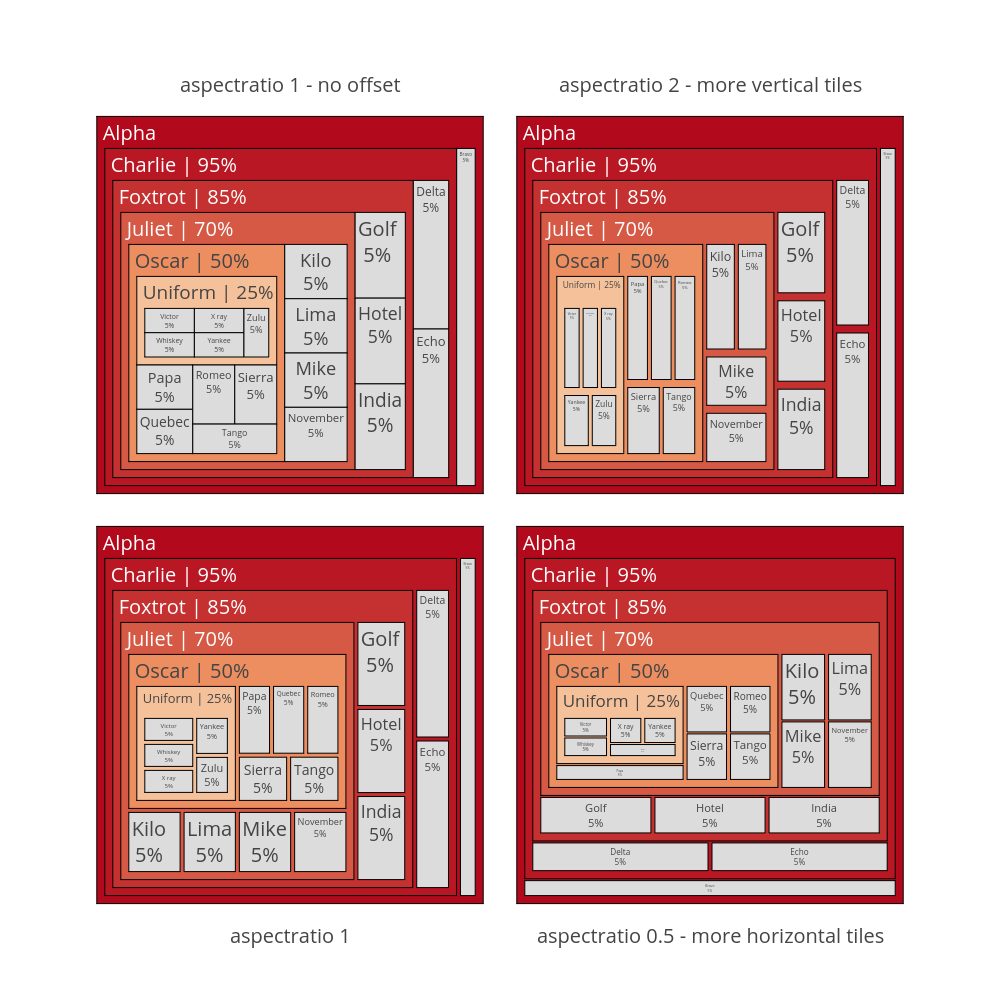 aspectratio 1 - no offset
Alpha
Charlie | 95%
Foxtrot | 85%
Juliet | 70%
Oscar | 50%
Uniform | 25%
Victor
5%
X ray
5%
Zulu
5%
Whiskey
5%
Yankee
5%
Papa
5%
Romeo
5%
Sierra
5%
Quebec
5%
Tango
5%
Kilo
5%
Lima
5%
Mike
5%
November
5%
Golf
5%
Hotel
5%
India
5%
Delta
5%
Echo
5%
Bravo
5%
aspectratio 2 - more vertical tiles
Alpha
Charlie | 95%
Foxtrot | 85%
Juliet | 70%
Oscar | 50%
Uniform | 25%
Yankee
5%
Zulu
5%
Papa
5%
Quebec
5%
Romeo
5%
Sierra
5%
Tango
5%
Kilo
5%
Lima
5%
Mike
5%
November
5%
Golf
5%
Hotel
5%
India
5%
Delta
5%
Echo
5%
Alpha
Charlie | 95%
Foxtrot | 85%
Juliet | 70%
Oscar | 50%
Uniform | 25%
Victor
5%
Whiskey
5%
X ray
5%
Yankee
5%
Zulu
5%
Papa
5%
Quebec
5%
Romeo
5%
Sierra
5%
Tango
5%
Kilo
5%
Lima
5%
Mike
5%
November
5%
Golf
5%
Hotel
5%
India
5%
Delta
5%
Echo
5%
aspectratio 1
Alpha
Charlie | 95%
Foxtrot | 85%
Juliet | 70%
Oscar | 50%
Uniform | 25%
Victor
5%
Whiskey
5%
X ray
5%
Yankee
5%
Quebec
5%
Romeo
5%
Sierra
5%
Tango
5%
Kilo
5%
Lima
5%
Mike
5%
November
5%
Golf
5%
Hotel
5%
India
5%
Delta
5%
Echo
5%
aspectratio 0.5 - more horizontal tiles